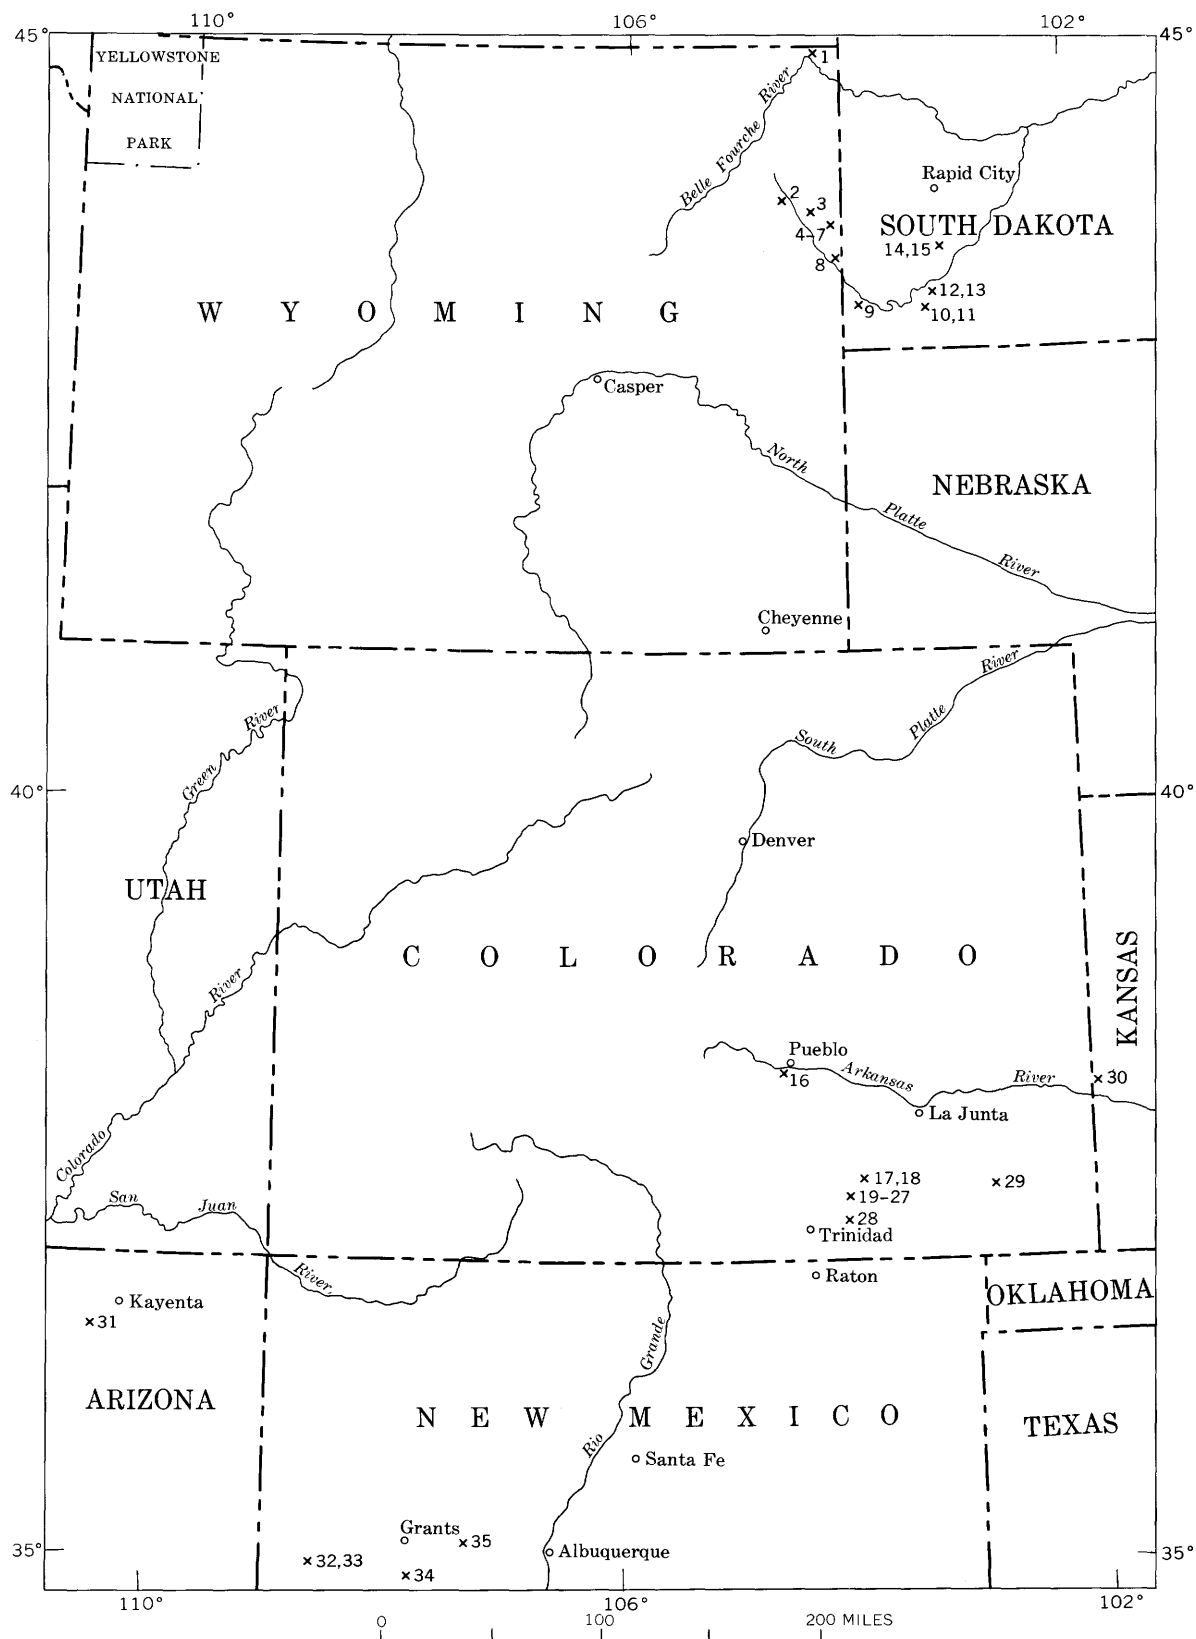 110°
106°
102°
45°
45°
YELLOWSTONE
NATIONAL
PARK
1
Belle Fourche River
Rapid City
2
3
4-7
8
SOUTH DAKOTA
14,15
12,13
9
10,11
WYOMING
Casper
North Platte River
NEBRASKA
Cheyenne
Green River
South Platte River
40°
40°
Denver
UTAH
COLORADO
KANSAS
Colorado River
Pueblo
16
Arkansas River
30
La Junta
17,18
29
19-27
28
Trinidad
San Juan River
Raton
OKLAHOMA
Kayenta
31
Rio Grande
ARIZONA
NEW MEXICO
TEXAS
Santa Fe
Grants
35
32,33
34
Albuquerque
35°
35°
110°
106°
102°
0 100 200 MILES